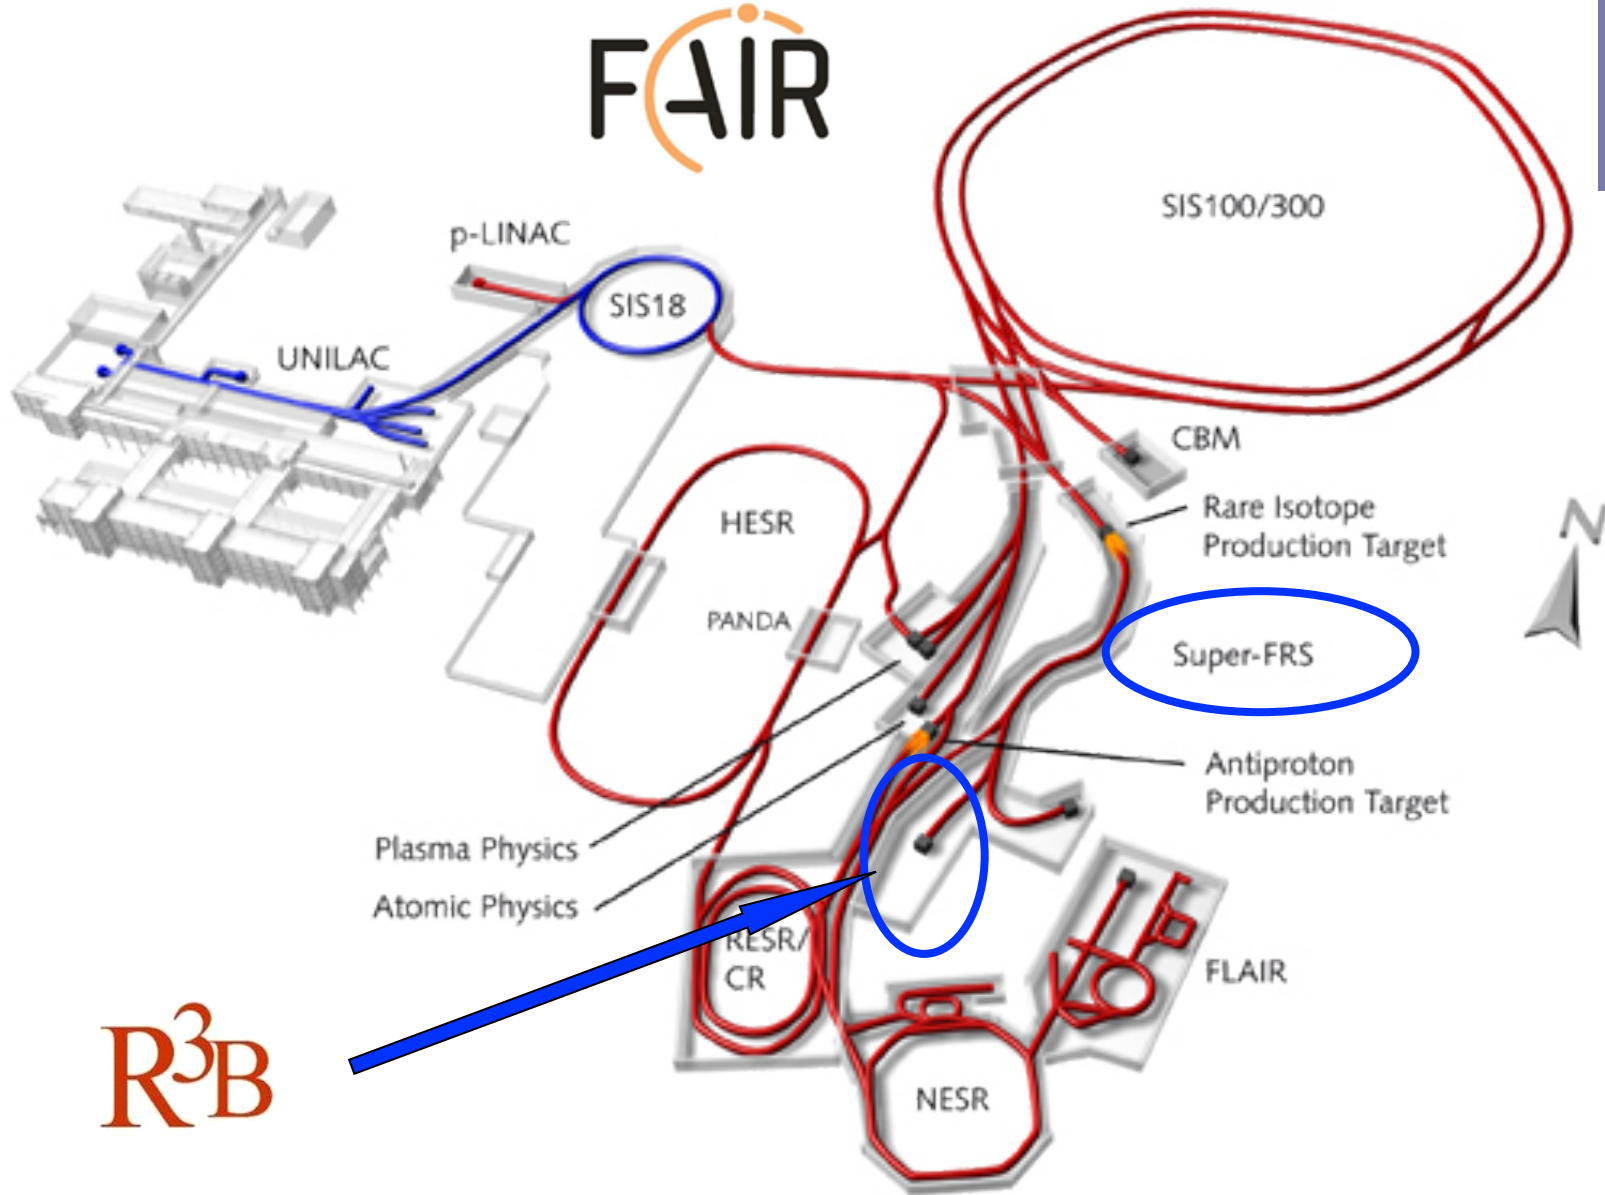 FAIR
SIS100/300
p-LINAC
SIS18
UNILAC
CBM
Rare Isotope
Production Target
HESR
N
PANDA
Super-FRS
Antiproton
Production Target
Plasma Physics
Atomic Physics
RESR/
CR
FLAIR
R³B
NESR